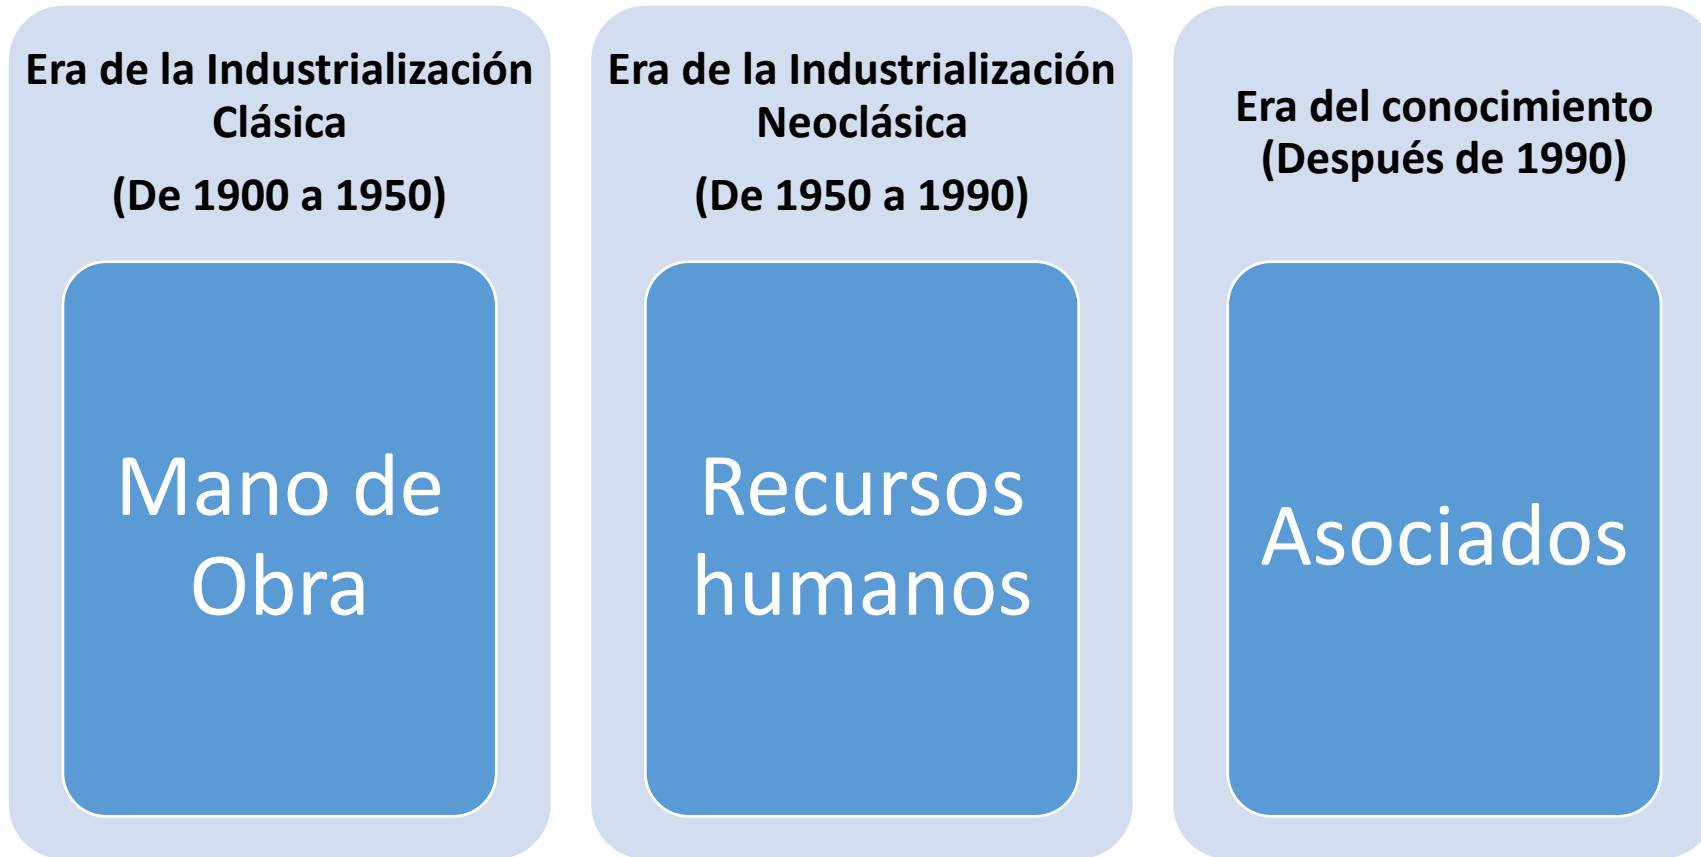 Era de la Industrialización
Clásica
(De 1900 a 1950)
Mano de
Obra
Era de la Industrialización
Neoclásica
(De 1950 a 1990)
Recursos
humanos
Era del conocimiento
(Después de 1990)
Asociados